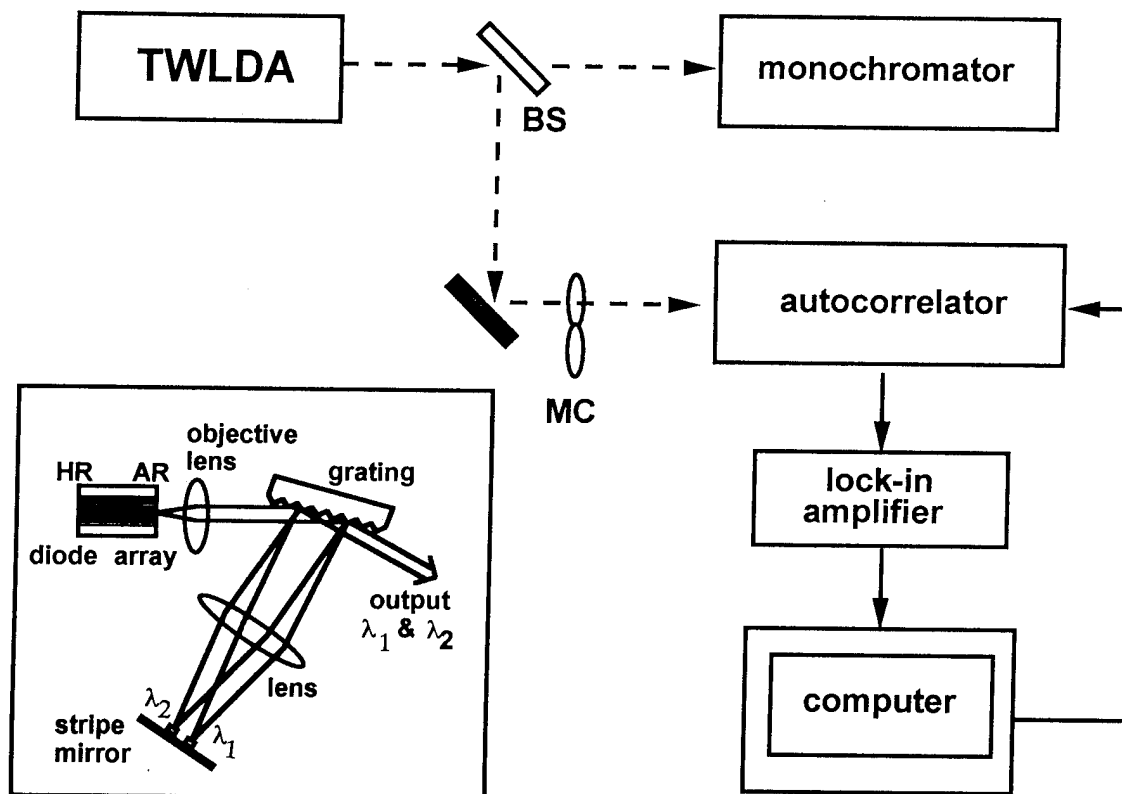 TWLDA
BS
monochromator
autocorrelator
MC
lock-in
amplifier
computer
objective
lens
HR
AR
grating
diode array
output
λ1 & λ2
lens
λ2
λ1
stripe
mirror